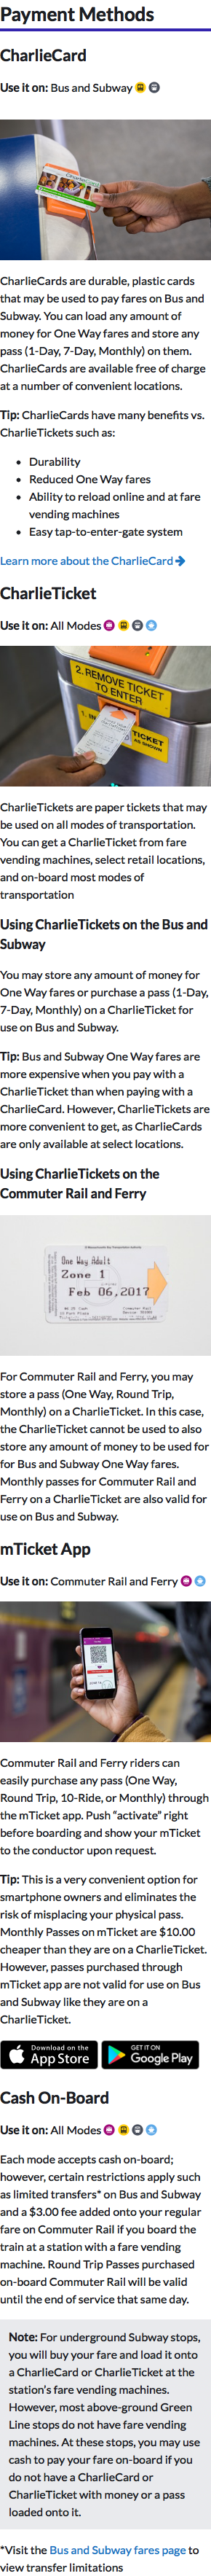 Payment Methods
CharlieCard
Use it on: Bus and Subway
CharlieCards are durable, plastic cards
that may be used to pay fares on Bus and
Subway. You can load any amount of
money for One Way fares and store any
pass (1-Day, 7-Day, Monthly) on them.
CharlieCards are available free of charge
at a number of convenient locations.
Tip: CharlieCards have many benefits vs.
CharlieTickets such as:
• Durability
• Reduced One Way fares
• Ability to reload online and at fare
vending machines
• Easy tap-to-enter-gate system
Learn more about the CharlieCard
CharlieTicket
Use it on: All Modes
2. REMOVE TICKET
TO ENTER
1. IN
TICKET
AS SHOWN
CharlieTickets are paper tickets that may
be used on all modes of transportation.
You can get a CharlieTicket from fare
vending machines, select retail locations,
and on-board most modes of
transportation
Using CharlieTickets on the Bus and
Subway
You may store any amount of money for
One Way fares or purchase a pass (1-Day,
7-Day, Monthly) on a CharlieTicket for
use on Bus and Subway.
Tip: Bus and Subway One Way fares are
more expensive when you pay with a
CharlieTicket than when paying with a
CharlieCard. However, CharlieTickets are
more convenient to get, as CharlieCards
are only available at select locations.
Using CharlieTickets on the
Commuter Rail and Ferry
One Way Adult
Zone 1
Feb 06,2017
For Commuter Rail and Ferry, you may
store a pass (One Way, Round Trip,
Monthly) on a CharlieTicket. In this case,
the CharlieTicket cannot be used to also
store any amount of money to be used for
for Bus and Subway One Way fares.
Monthly passes for Commuter Rail and
Ferry on a CharlieTicket are also valid for
use on Bus and Subway.
mTicket App
Use it on: Commuter Rail and Ferry
Commuter Rail and Ferry riders can
easily purchase any pass (One Way,
Round Trip, 10-Ride, or Monthly) through
the mTicket app. Push "activate" right
before boarding and show your mTicket
to the conductor upon request.
Tip: This is a very convenient option for
smartphone owners and eliminates the
risk of misplacing your physical pass.
Monthly Passes on mTicket are $10.00
cheaper than they are on a CharlieTicket.
However, passes purchased through
mTicket app are not valid for use on Bus
and Subway like they are on a
CharlieTicket.
Download on the
App Store
GET IT ON
Google Play
Cash On-Board
Use it on: All Modes
Each mode accepts cash on-board;
however, certain restrictions apply such
as limited transfers* on Bus and Subway
and a $3.00 fee added onto your regular
fare on Commuter Rail if you board the
train at a station with a fare vending
machine. Round Trip Passes purchased
on-board Commuter Rail will be valid
until the end of service that same day.
Note: For underground Subway stops,
you will buy your fare and load it onto
a CharlieCard or CharlieTicket at the
station's fare vending machines.
However, most above-ground Green
Line stops do not have fare vending
machines. At these stops, you may use
cash to pay your fare on-board if you
do not have a CharlieCard or
CharlieTicket with money or a pass
loaded onto it.
*Visit the Bus and Subway fares page to
view transfer limitations